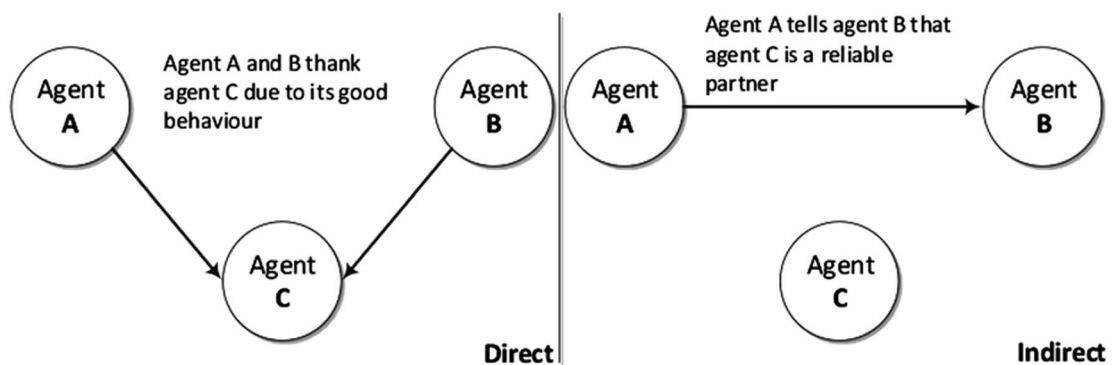 Agent
A
Agent A and B thank
agent C due to its good
behaviour
Agent
B
Agent
C
Direct
Agent
A
Agent A tells agent B that
agent C is a reliable
partner
Agent
B
Agent
C
Indirect